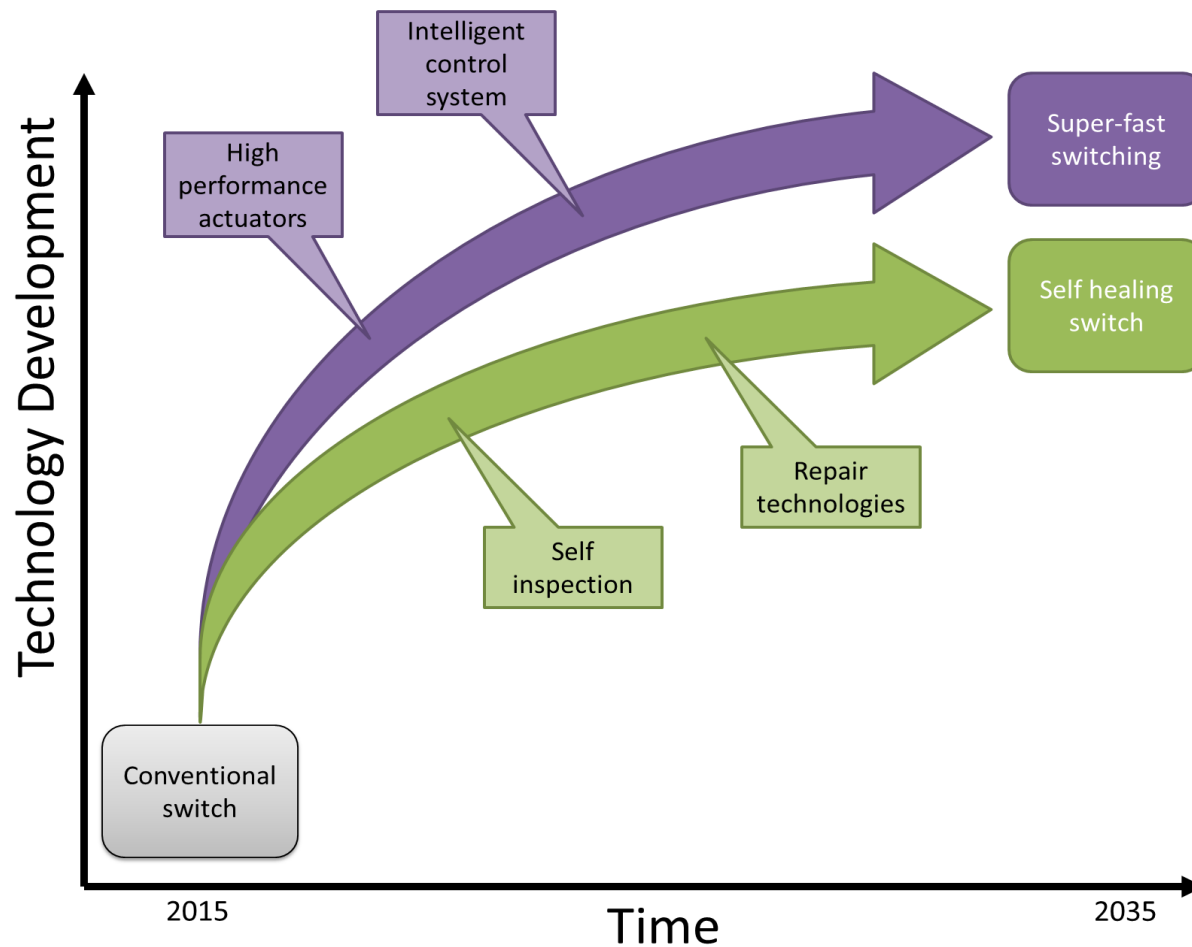 Intelligent
control
system
High
performance
actuators
Super-fast
switching
Self healing
switch
Technology Development
Repair
technologies
Self
inspection
Conventional
switch
2015
Time
2035